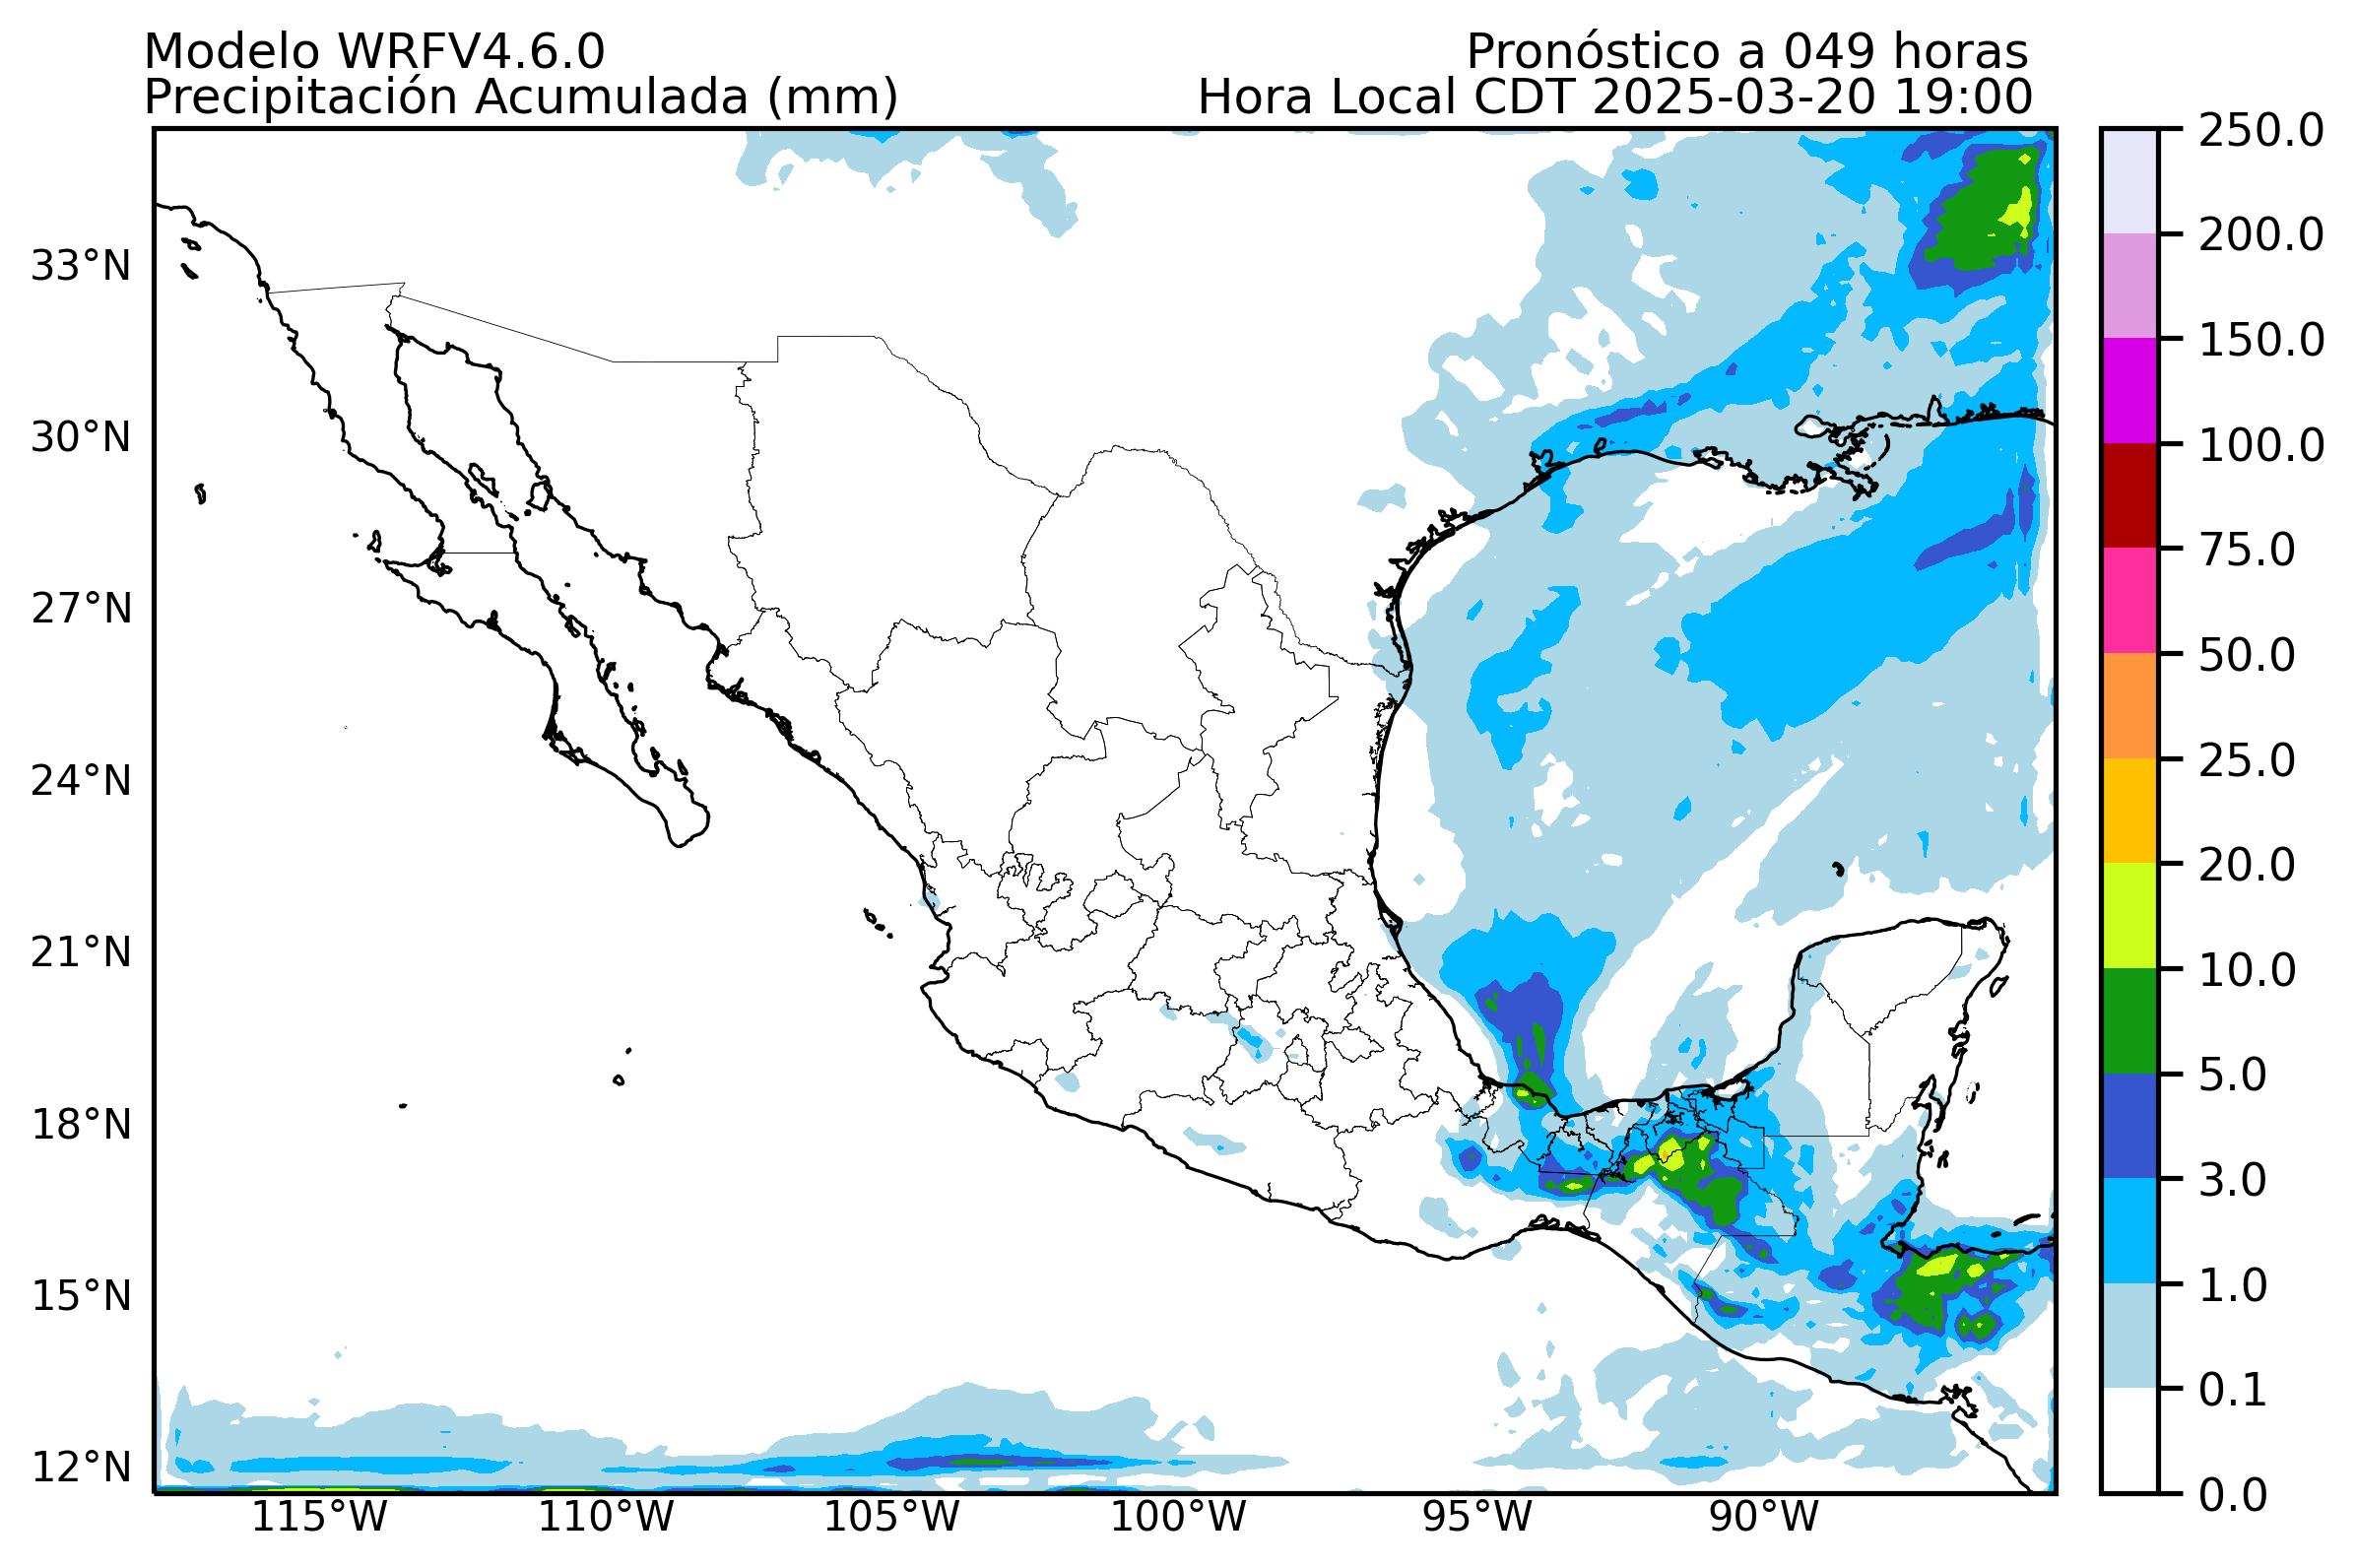 Modelo WRFV4.6.0
Pronóstico a 049 horas
Precipitación Acumulada (mm)
Hora Local CDT 2025-03-20 19:00
33°N
30°N
27°N
24°N
21°N
18°N
15°N
12°N
115°W
110°W
105°W
100°W
95°W
90°W
250.0
200.0
150.0
100.0
75.0
50.0
25.0
20.0
10.0
5.0
3.0
1.0
0.1
0.0